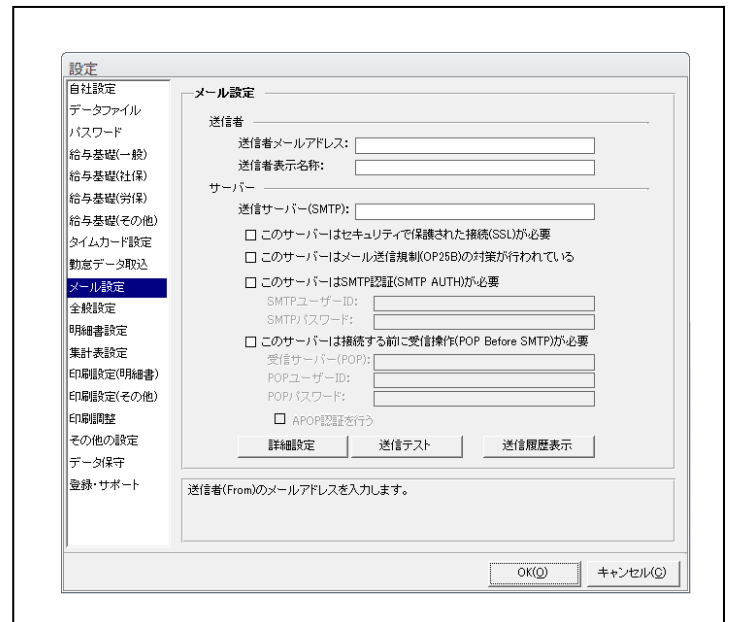 設定
自社設定
データファイル
パスワード
給与基礎(一般)
給与基礎(社保)
給与基礎(労保)
給与基礎(その他)
タイムカード設定
勤怠データ取込
メール設定
全般設定
明細書設定
集計表設定
印刷設定(明細書)
印刷設定(その他)
印刷調整
その他の設定
データ保守
登録・サポート
メール設定
送信者
送信者メールアドレス:
送信者表示名称:
サーバー
送信サーバー(SMTP):
このサーバーはセキュリティで保護された接続(SSL)が必要
このサーバーはメール送信規制(OP25B)の対策が行われている
このサーバーはSMTP認証(SMTP AUTH)が必要
SMTPユーザーID:
SMTPパスワード:
このサーバーは接続する前に受信操作(POP Before SMTP)が必要
受信サーバー(POP):
POPユーザーID:
POPパスワード:
APOP認証を行う
詳細設定 送信テスト 送信履歴表示
送信者(From)のメールアドレスを入力します。
OK(O) キャンセル(C)